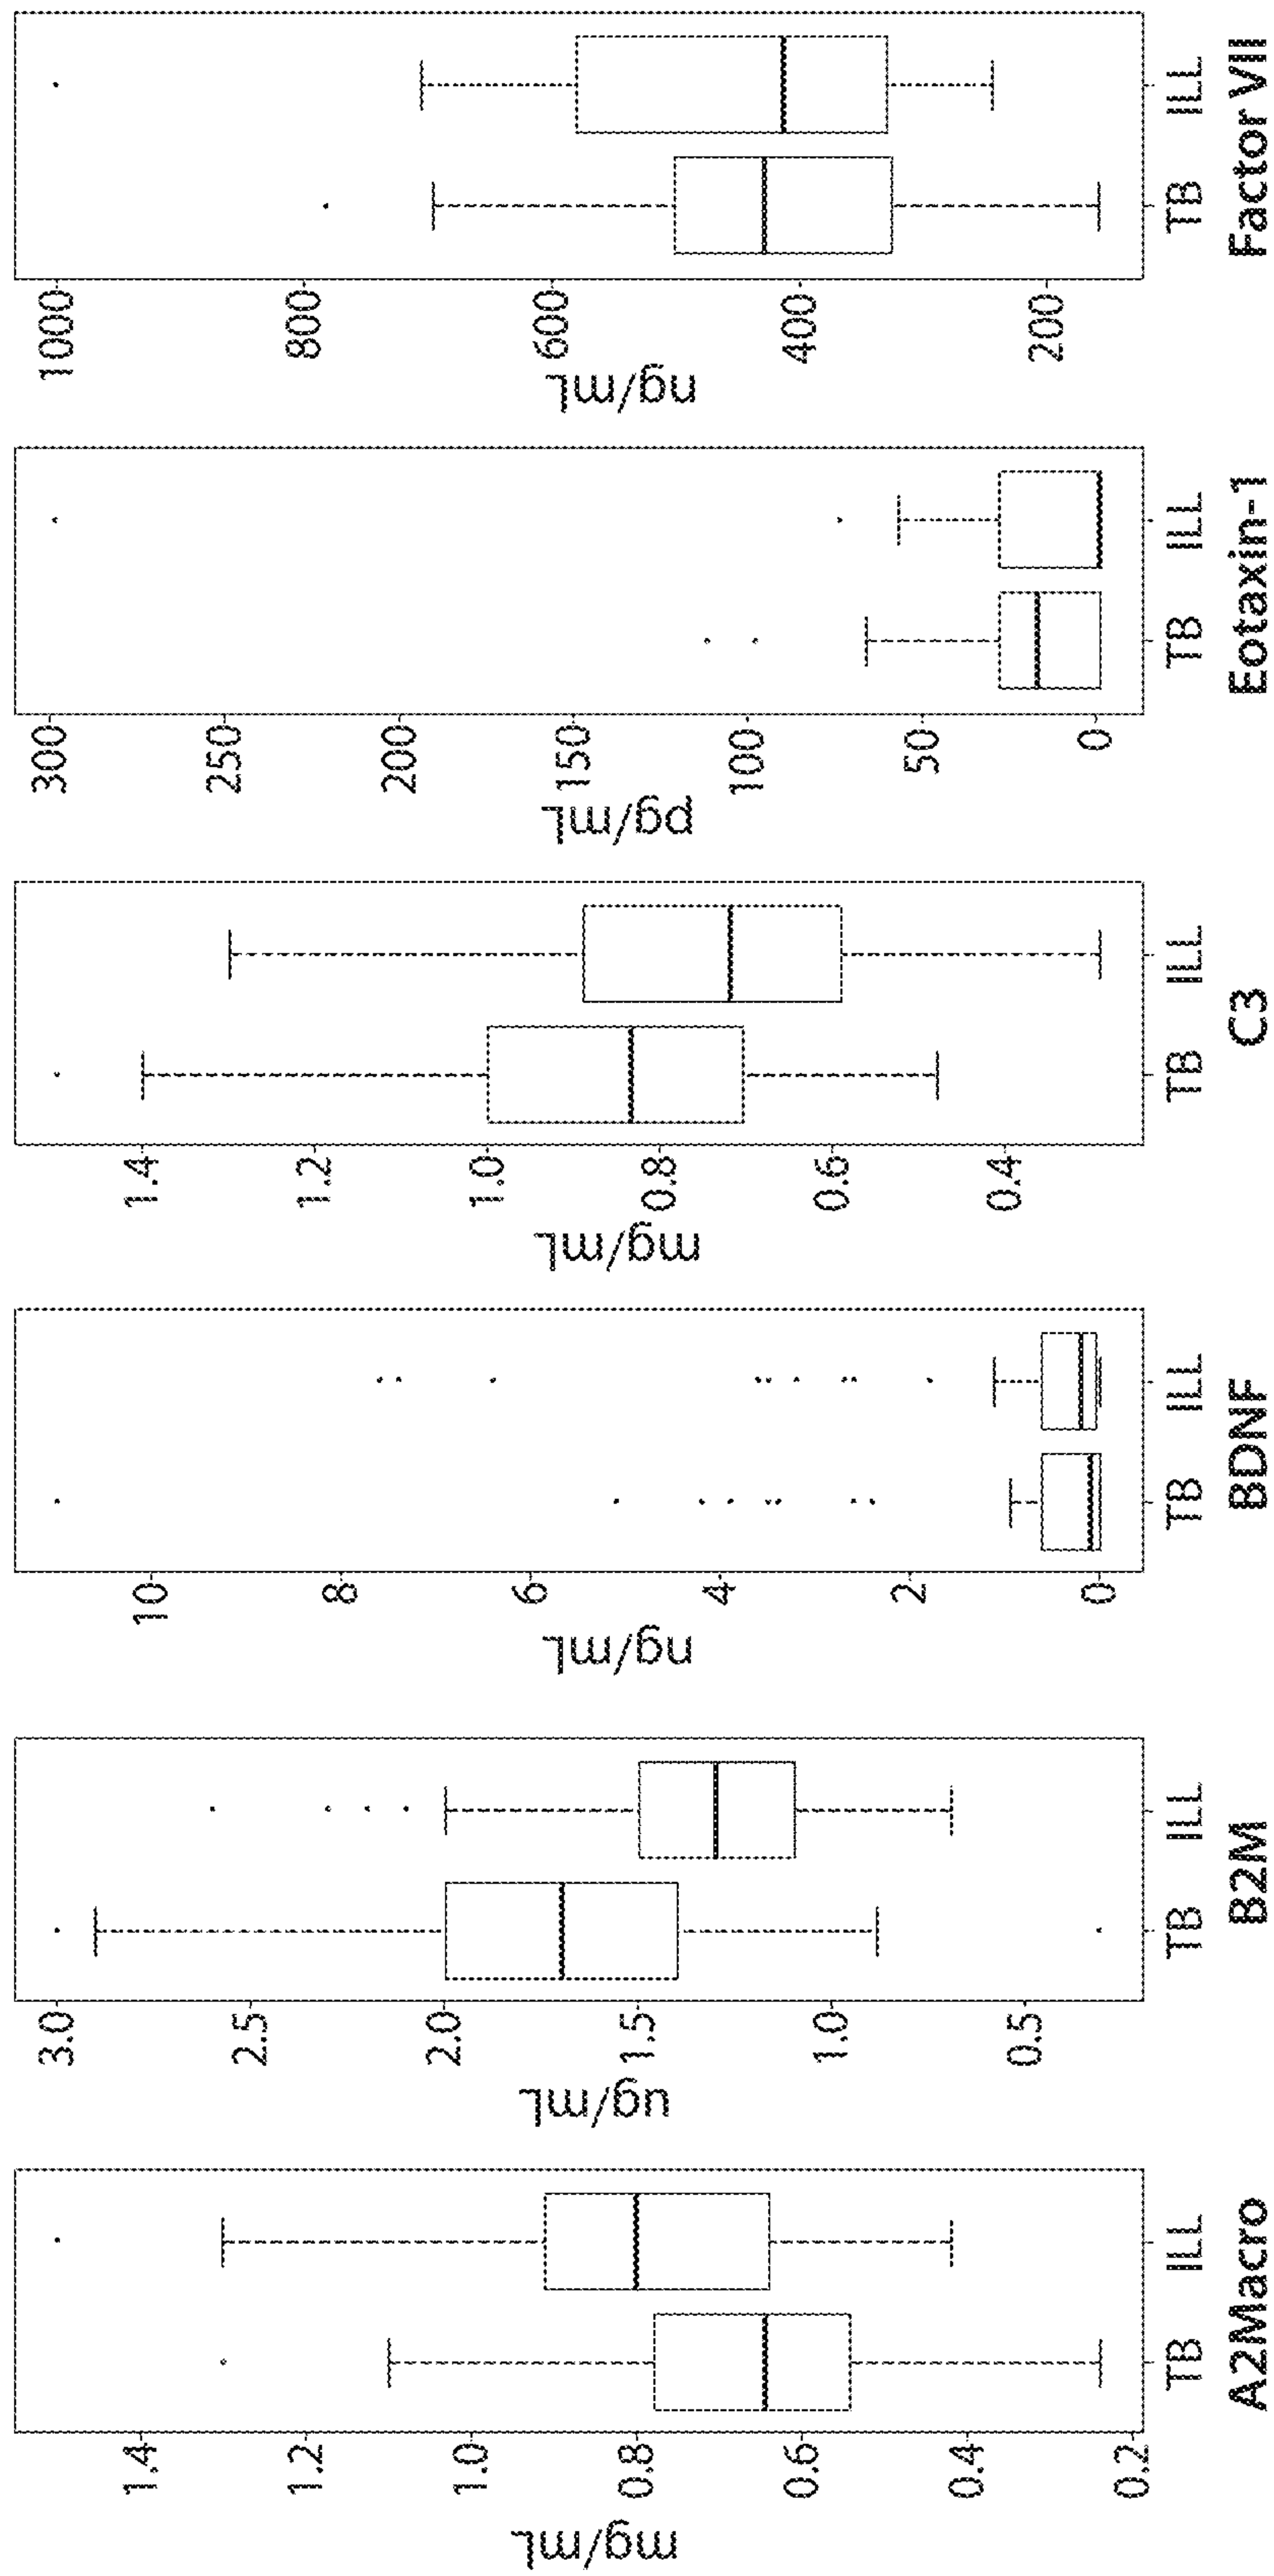 mg/mL
1.4
1.2
1.0
0.8
0.6
0.4
0.2
TB
ILL
A2Macro
ug/mL
3.0
2.5
2.0
1.5
1.0
0.5
TB
ILL
B2M
ng/mL
10
8
6
4
2
0
TB
ILL
BDNF
mg/mL
1.4
1.2
1.0
0.8
0.6
0.4
TB
ILL
C3
pg/mL
300
250
200
150
100
50
0
TB
ILL
Eotaxin-1
ng/mL
1000
800
600
400
200
TB
ILL
Factor VII